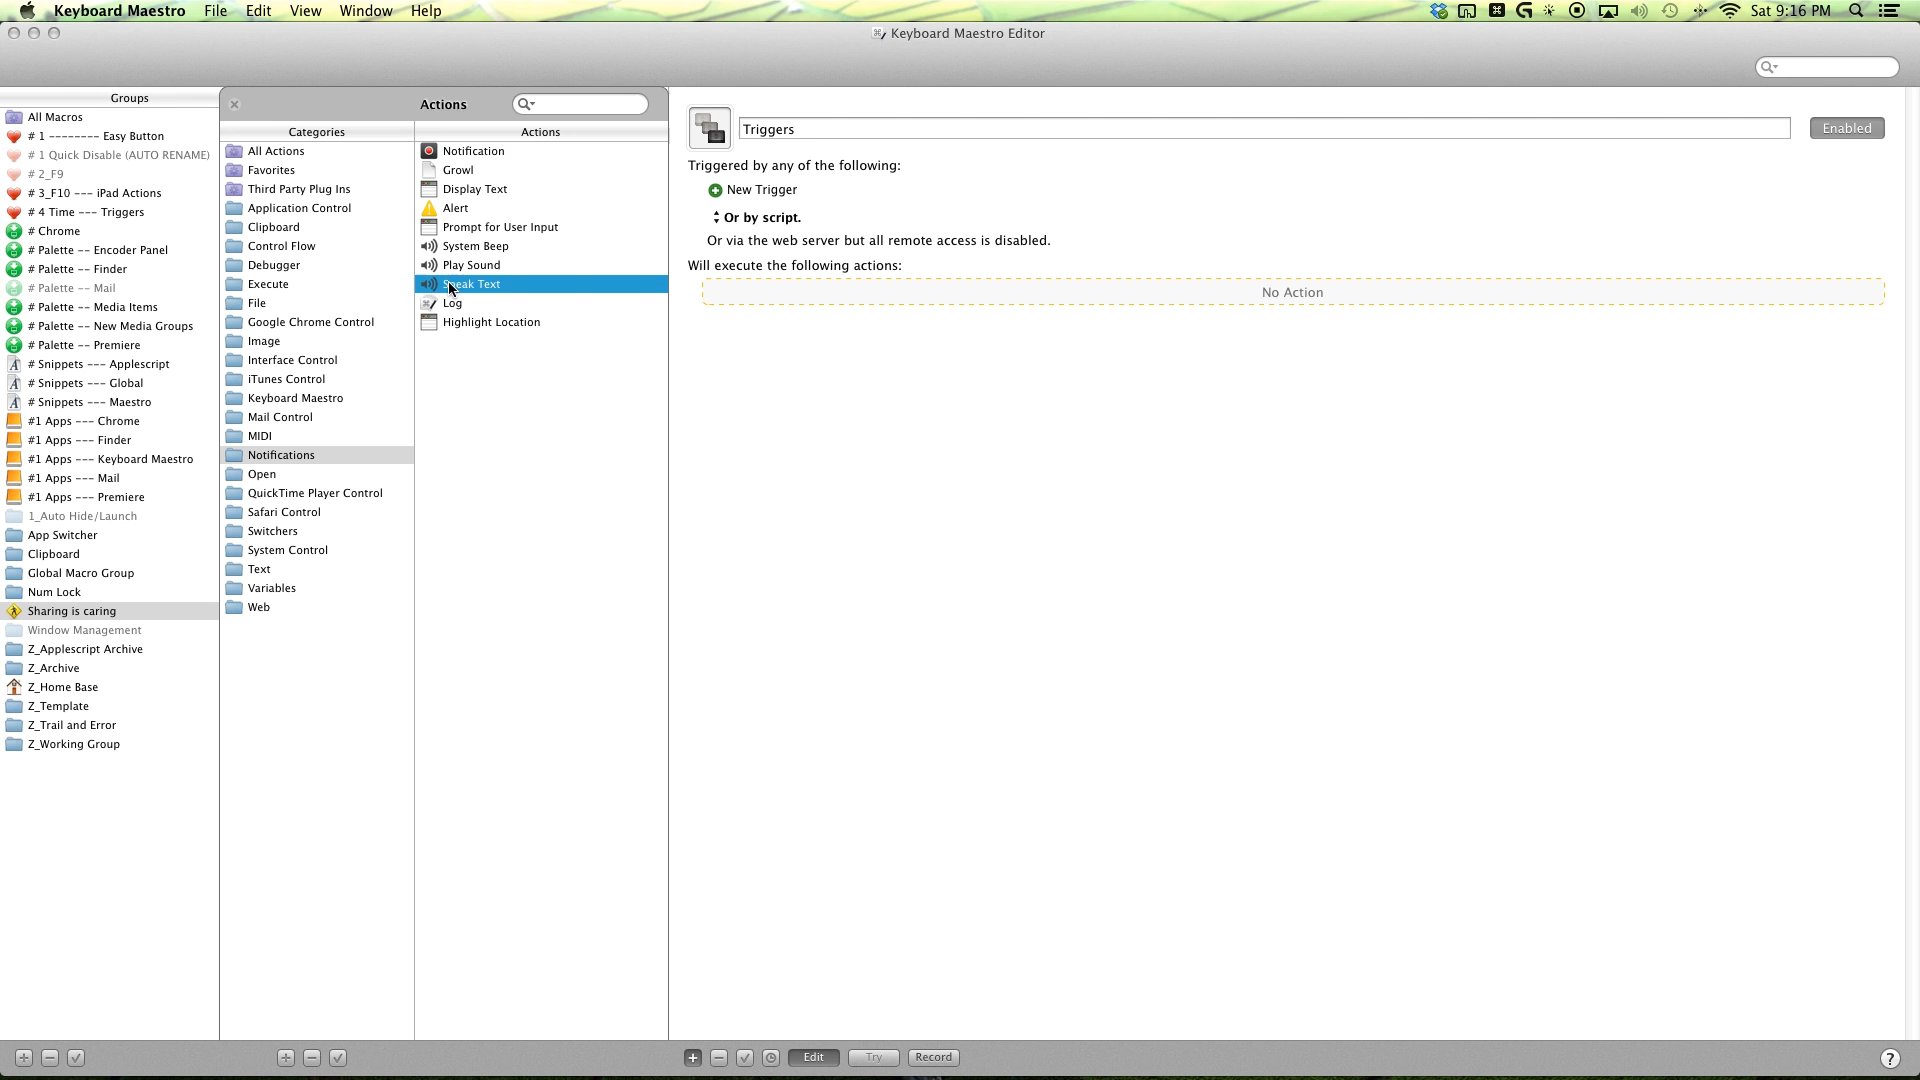 Keyboard Maestro File Edit View Window Help Sat 9:16 PM
Keyboard Maestro Editor
Groups
All Macros
# 1 -------- Easy Button
# 1 Quick Disable (AUTO RENAME)
# 2_F9
# 3_F10 --- iPad Actions
# 4 Time --- Triggers
# Chrome
# Palette -- Encoder Panel
# Palette -- Finder
# Palette -- Mail
# Palette -- Media Items
# Palette -- New Media Groups
# Palette -- Premiere
# Snippets --- Applescript
# Snippets --- Global
# Snippets --- Maestro
#1 Apps --- Chrome
#1 Apps --- Finder
#1 Apps --- Keyboard Maestro
#1 Apps --- Mail
#1 Apps --- Premiere
1_Auto Hide/Launch
App Switcher
Clipboard
Global Macro Group
Num Lock
Sharing is caring
Window Management
Z_Applescript Archive
Z_Archive
Z_Home Base
Z_Template
Z_Trail and Error
Z_Working Group
Actions
Categories
All Actions
Favorites
Third Party Plug Ins
Application Control
Clipboard
Control Flow
Debugger
Execute
File
Google Chrome Control
Image
Interface Control
iTunes Control
Keyboard Maestro
Mail Control
MIDI
Notifications
Open
QuickTime Player Control
Safari Control
Switchers
System Control
Text
Variables
Web
Actions
Notification
Growl
Display Text
Alert
Prompt for User Input
System Beep
Play Sound
Speak Text
Log
Highlight Location
Triggers
Enabled
Triggered by any of the following:
New Trigger
Or by script.
Or via the web server but all remote access is disabled.
Will execute the following actions:
No Action
Edit Try Record ?